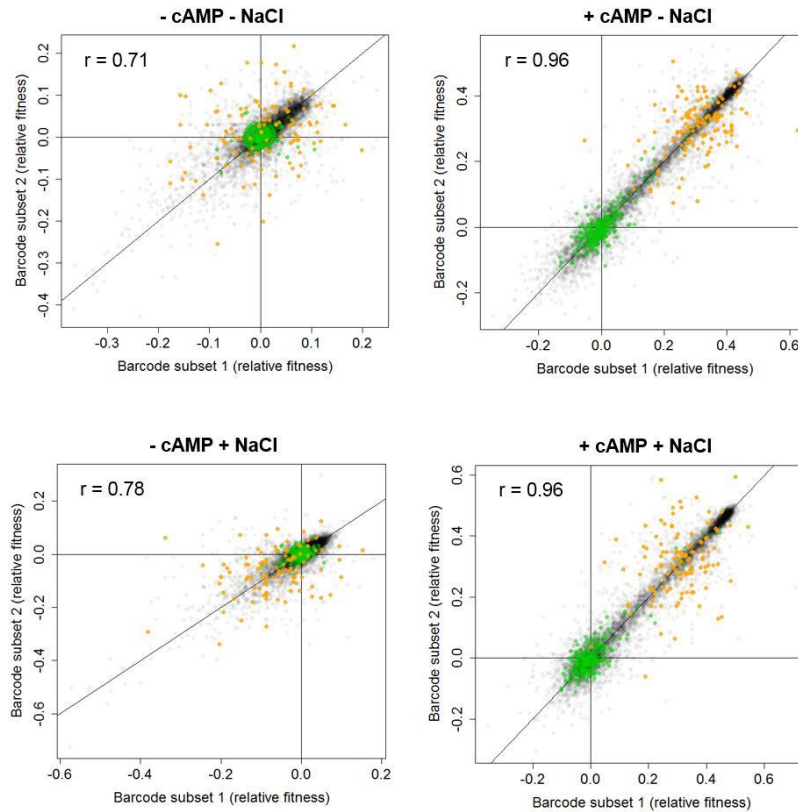 - cAMP - NaCl
r = 0.71
Barcode subset 2 (relative fitness)
0.2
0.1
0.0
-0.1
-0.2
-0.3
-0.4
-0.3
-0.2
-0.1
0.0
0.1
0.2
Barcode subset 1 (relative fitness)
+ cAMP - NaCl
r = 0.96
Barcode subset 2 (relative fitness)
0.4
0.2
0.0
-0.2
-0.2
0.0
0.2
0.4
0.6
Barcode subset 1 (relative fitness)
- cAMP + NaCl
r = 0.78
Barcode subset 2 (relative fitness)
0.2
0.0
-0.2
-0.4
-0.6
-0.6
-0.4
-0.2
0.0
0.2
Barcode subset 1 (relative fitness)
+ cAMP + NaCl
r = 0.96
Barcode subset 2 (relative fitness)
0.6
0.4
0.2
0.0
-0.2
-0.2
0.0
0.2
0.4
0.6
Barcode subset 1 (relative fitness)